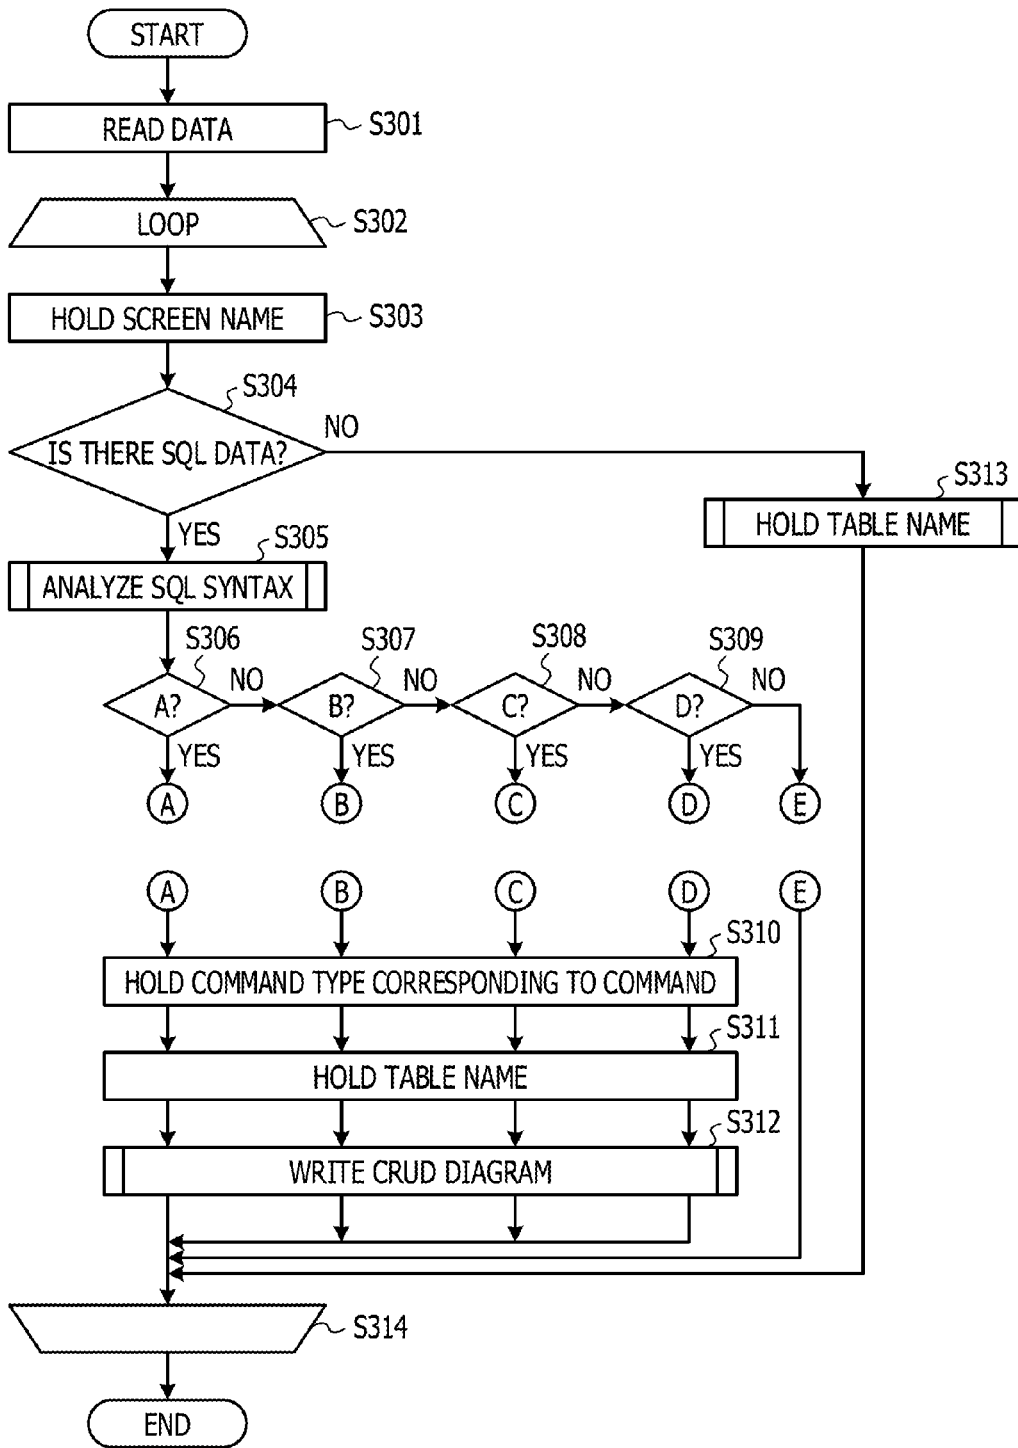 START
READ DATA
S301
LOOP
S302
HOLD SCREEN NAME
S303
S304
IS THERE SQL DATA?
NO
S313
HOLD TABLE NAME
YES
S305
ANALYZE SQL SYNTAX
S306
S307
S308
S309
A?
NO
B?
NO
C?
NO
D?
NO
YES
YES
YES
YES
A
B
C
D
E
A
B
C
D
E
S310
HOLD COMMAND TYPE CORRESPONDING TO COMMAND
S311
HOLD TABLE NAME
S312
WRITE CRUD DIAGRAM
S314
END